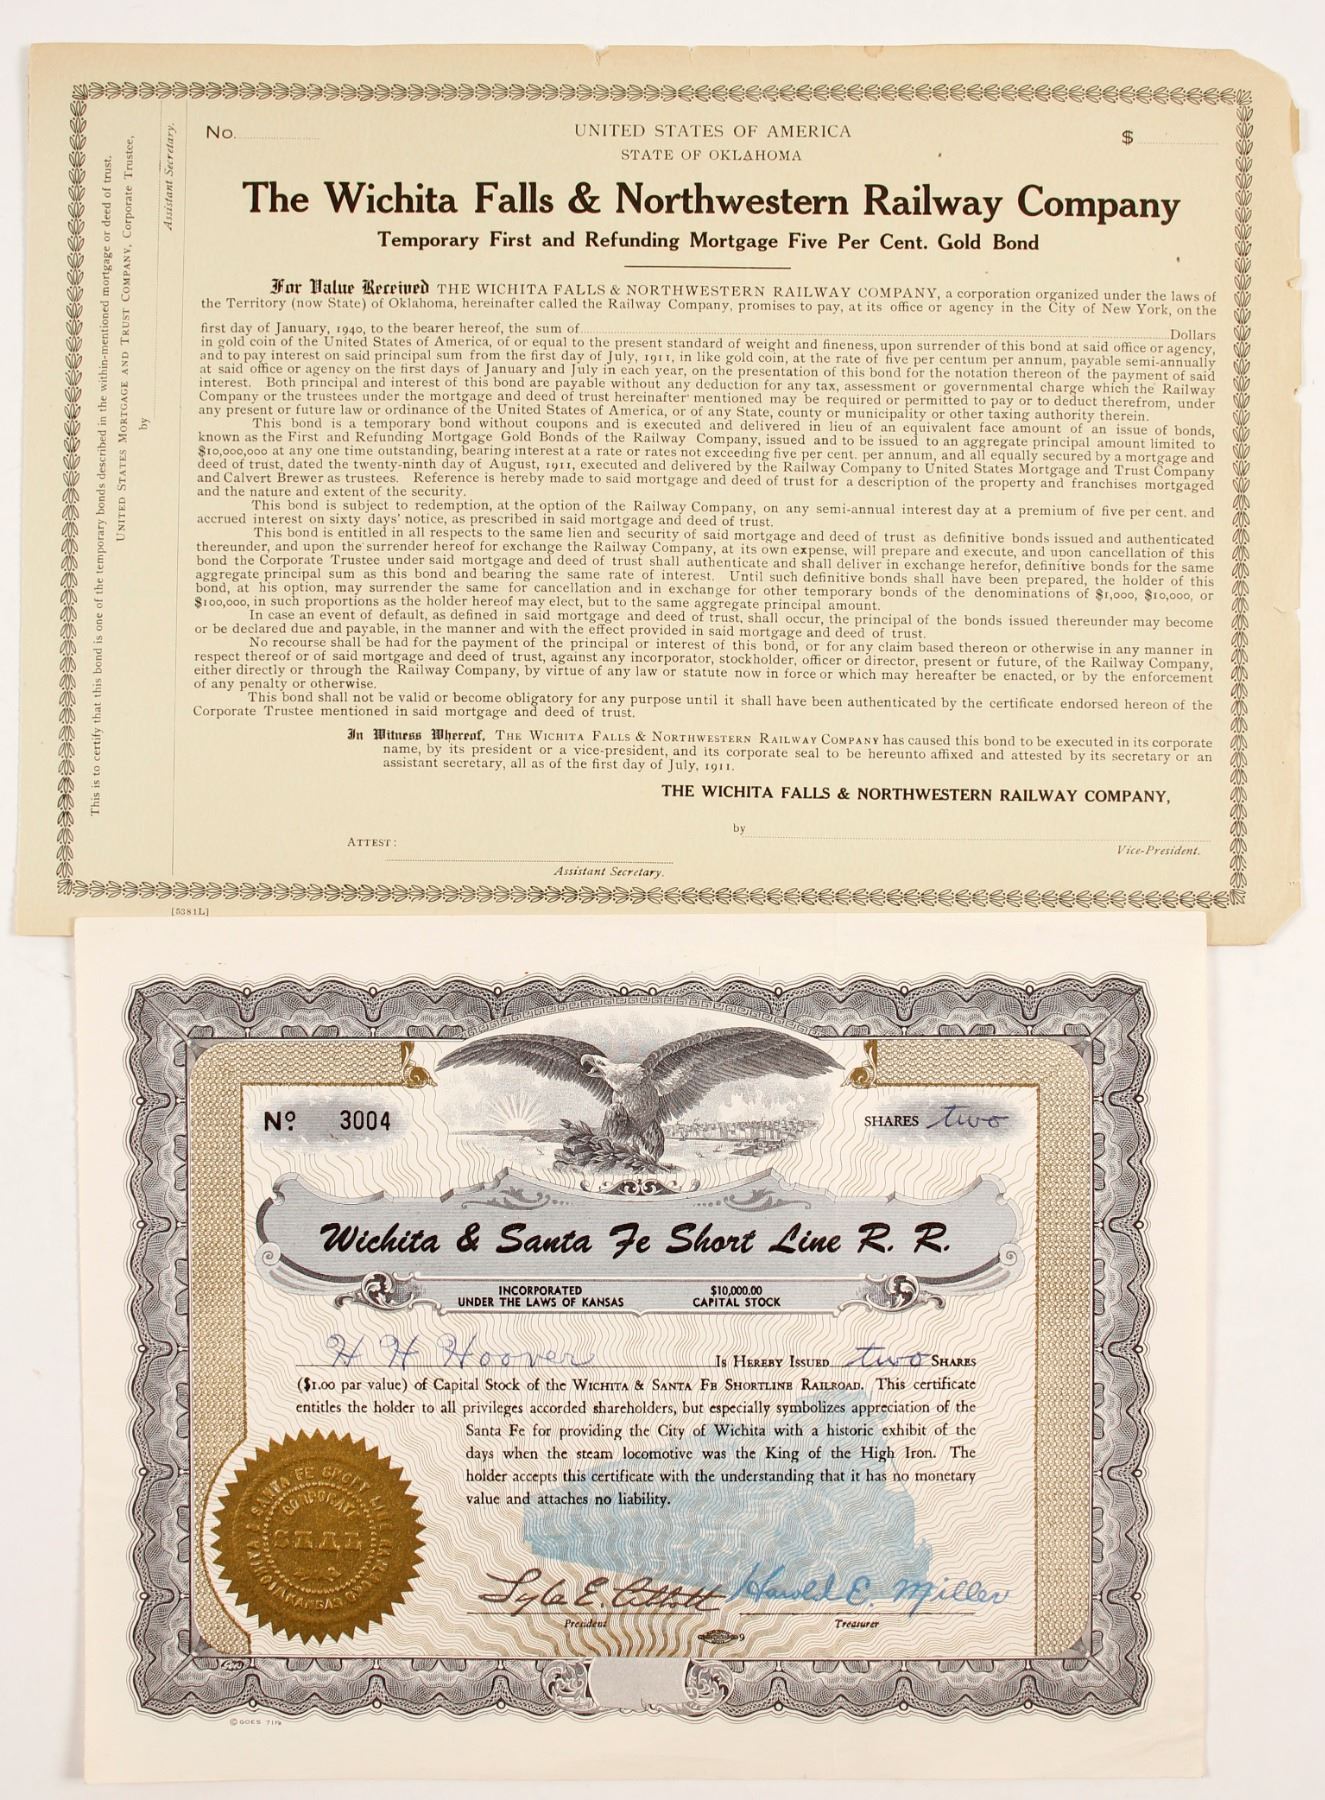 No.
UNITED STATES OF AMERICA
$
STATE OF OKLAHOMA
The Wichita Falls & Northwestern Railway Company
Temporary First and Refunding Mortgage Five Per Cent. Gold Bond
For Value Received THE WICHITA FALLS & NORTHWESTERN RAILWAY COMPANY, a corporation organized under the laws of
the Territory (now State) of Oklahoma, hereinafter called the Railway Company, promises to pay, at its office or agency in the City of New York, on the
first day of January, 1940, to the bearer hereof, the sum of Dollars
in gold coin of the United States of America, of or equal to the present standard of weight and fineness, upon surrender of this bond at said office or agency,
and to pay interest on said principal sum from the first day of July, 1911, in like gold coin, at the rate of five per centum per annum, payable semi-annually
at said office or agency on the first days of January and July in each year, on the presentation of this bond for the notation thereon of the payment of said
interest. Both principal and interest of this bond are payable without any deduction for any tax, assessment or governmental charge which the Railway
Company or the trustees under the mortgage and deed of trust hereinafter mentioned may be required or permitted to pay or to deduct therefrom, under
any present or future law or ordinance of the United States of America, or of any State, county or municipality or other taxing authority therein.
This bond is a temporary bond without coupons and is executed and delivered in lieu of an equivalent face amount of an issue of bonds,
known as the First and Refunding Mortgage Gold Bonds of the Railway Company, issued and to be issued to an aggregate principal amount limited to
$10,000,000 at any one time outstanding, bearing interest at a rate or rates not exceeding five per cent. per annum, and all equally secured by a mortgage and
deed of trust, dated the twenty-ninth day of August, 1911, executed and delivered by the Railway Company to United States Mortgage and Trust Company
and Calvert Brewer as trustees. Reference is hereby made to said mortgage and deed of trust for a description of the property and franchises mortgaged
and the nature and extent of the security.
This bond is subject to redemption, at the option of the Railway Company, on any semi-annual interest day at a premium of five per cent. and
accrued interest on sixty days' notice, as prescribed in said mortgage and deed of trust.
This bond is entitled in all respects to the same lien and security of said mortgage and deed of trust as definitive bonds issued and authenticated
thereunder, and upon the surrender hereof for exchange the Railway Company, at its own expense, will prepare and execute, and upon cancellation of this
bond the Corporate Trustee under said mortgage and deed of trust shall authenticate and shall deliver in exchange herefor, definitive bonds for the same
aggregate principal sum as this bond and bearing the same rate of interest. Until such definitive bonds shall have been prepared, the holder of this
bond, at his option, may surrender the same for cancellation and in exchange for other temporary bonds of the denominations of $1,000, $10,000, or
$100,000, in such proportions as the holder hereof may elect, but to the same aggregate principal amount.
In case an event of default, as defined in said mortgage and deed of trust, shall occur, the principal of the bonds issued thereunder may become
or be declared due and payable, in the manner and with the effect provided in said mortgage and deed of trust.
No recourse shall be had for the payment of the principal or interest of this bond, or for any claim based thereon or otherwise in any manner in
respect thereof or of said mortgage and deed of trust, against any incorporator, stockholder, officer or director, present or future, of the Railway Company,
either directly or through the Railway Company, by virtue of any law or statute now in force or which may hereafter be enacted, or by the enforcement
of any penalty or otherwise.
This bond shall not be valid or become obligatory for any purpose until it shall have been authenticated by the certificate endorsed hereon of the
Corporate Trustee mentioned in said mortgage and deed of trust.
In Witness Whereof, THE WICHITA FALLS & NORTHWESTERN RAILWAY COMPANY has caused this bond to be executed in its corporate
name, by its president or a vice-president, and its corporate seal to be hereunto affixed and attested by its secretary or an
assistant secretary, all as of the first day of July, 1911.
THE WICHITA FALLS & NORTHWESTERN RAILWAY COMPANY,
by
Vice-President.
ATTEST:
Assistant Secretary.
[5381L]
This is to certify that this bond is one of the temporary bonds described in the within-mentioned mortgage or deed of trust.
UNITED STATES MORTGAGE AND TRUST COMPANY, Corporate Trustee,
by
Assistant Secretary.
No. 3004
SHARES two
Wichita & Santa Fe Short Line R. R.
INCORPORATED
UNDER THE LAWS OF KANSAS
$10,000.00
CAPITAL STOCK
H H Hoover IS HEREBY ISSUED two SHARES
($1.00 par value) of Capital Stock of the WICHITA & SANTA FE SHORTLINE RAILROAD. This certificate
entitles the holder to all privileges accorded shareholders, but especially symbolizes appreciation of the
Santa Fe for providing the City of Wichita with a historic exhibit of the
days when the steam locomotive was the King of the High Iron. The
holder accepts this certificate with the understanding that it has no monetary
value and attaches no liability.
WICHITA & SANTA FE SHORT LINE
CORPORATE
SEAL
KANSAS
Lyle E. Harold E. Miller
President
Treasurer
9
© GOES 711½